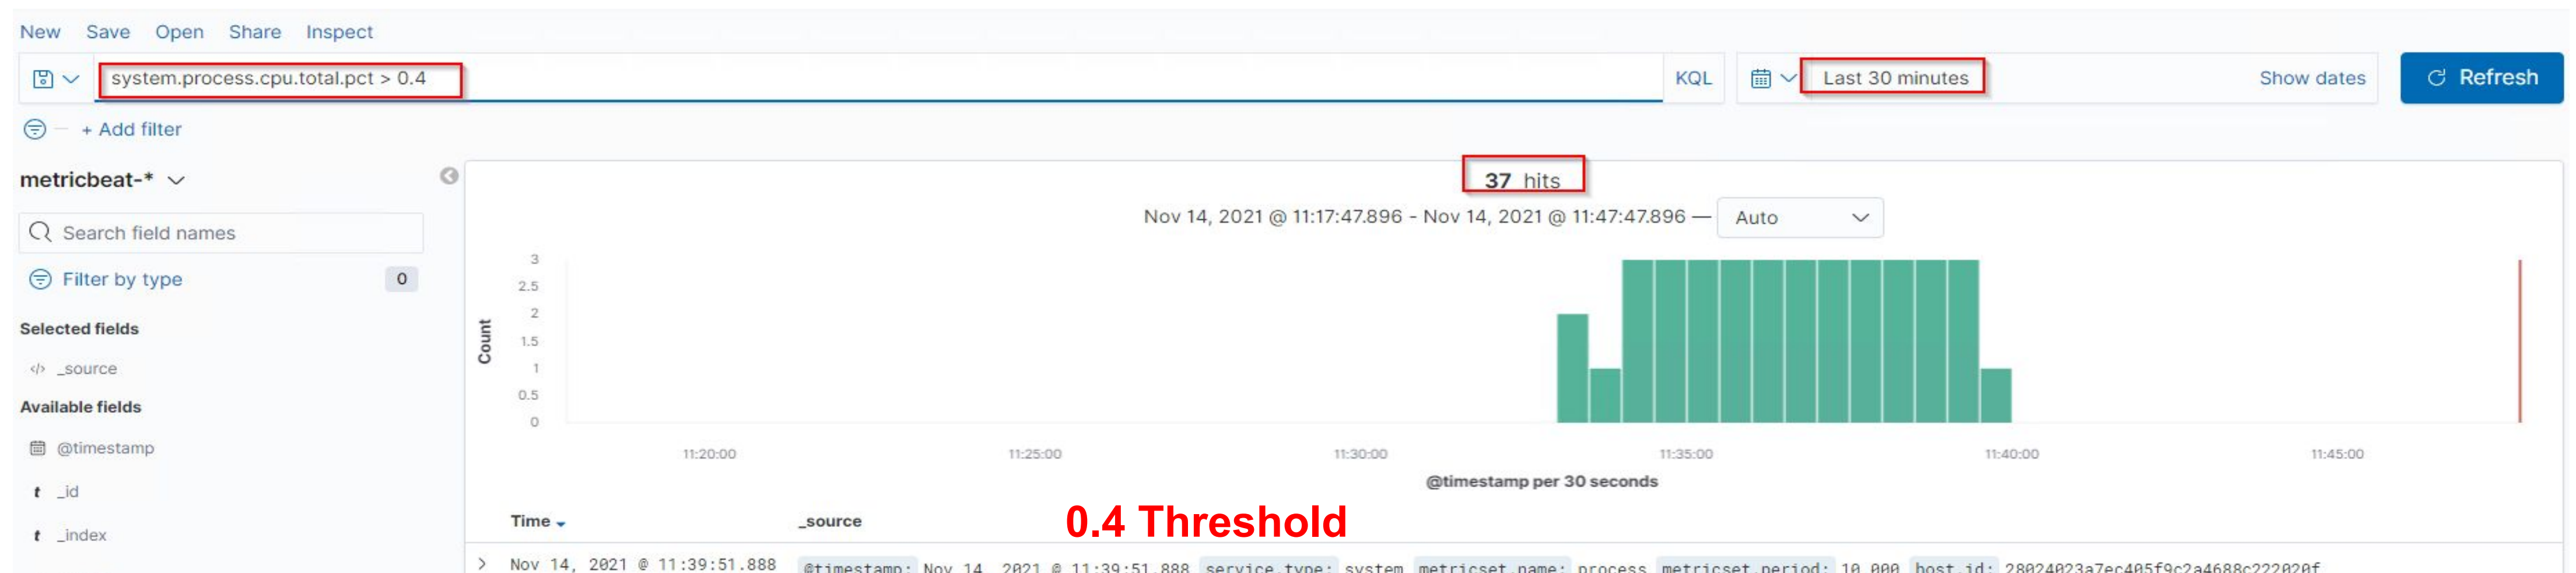 New Save Open Share Inspect
system.process.cpu.total.pct > 0.4
KQL
Last 30 minutes
Show dates
Refresh
+ Add filter
metricbeat-*
37 hits
Nov 14, 2021 @ 11:17:47.896 - Nov 14, 2021 @ 11:47:47.896 — Auto
Search field names
Filter by type 0
Selected fields
_source
Available fields
@timestamp
t _id
t _index
Count
3
2.5
2
1.5
1
0.5
0
11:20:00 11:25:00 11:30:00 11:35:00 11:40:00 11:45:00
@timestamp per 30 seconds
0.4 Threshold
Time _source
> Nov 14, 2021 @ 11:39:51.888 @timestamp: Nov 14, 2021 @ 11:39:51.888 service.type: system metricset.name: process metricset.period: 10,000 host.id: 28024023a7ec405f9c2a4688c222020f